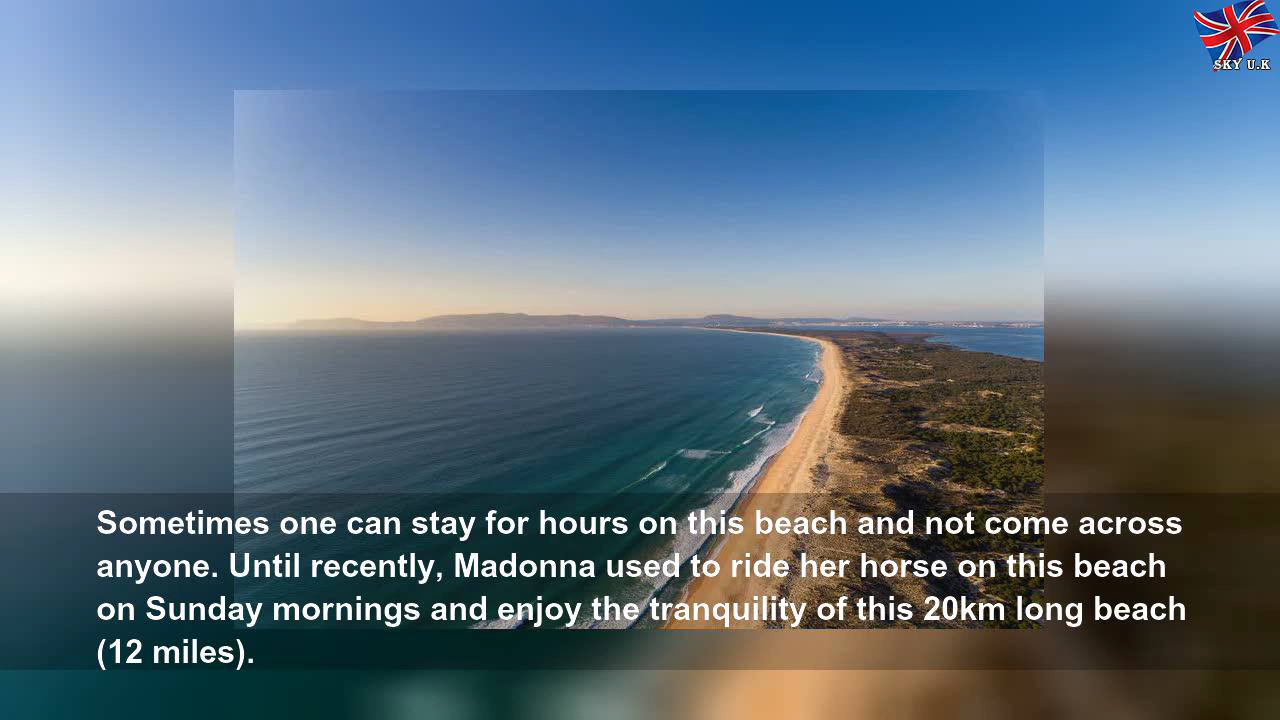 SKY U.K
Sometimes one can stay for hours on this beach and not come across
anyone. Until recently, Madonna used to ride her horse on this beach
on Sunday mornings and enjoy the tranquility of this 20km long beach
(12 miles).